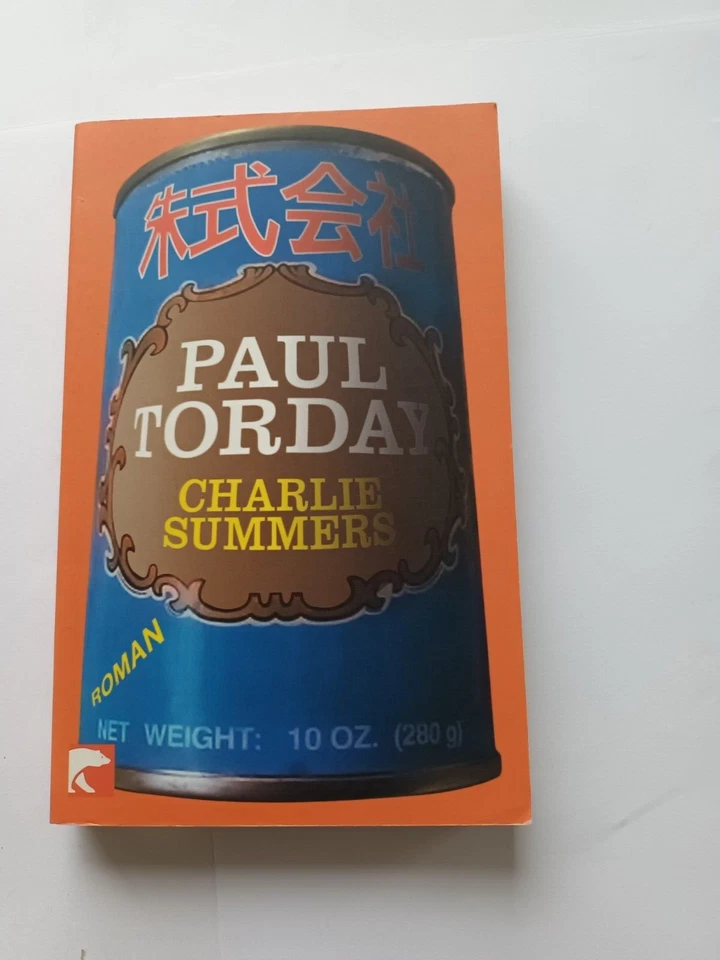 株式会社
PAUL
TORDAY
CHARLIE
SUMMERS
ROMAN
NET WEIGHT: 10 OZ. (280 g)